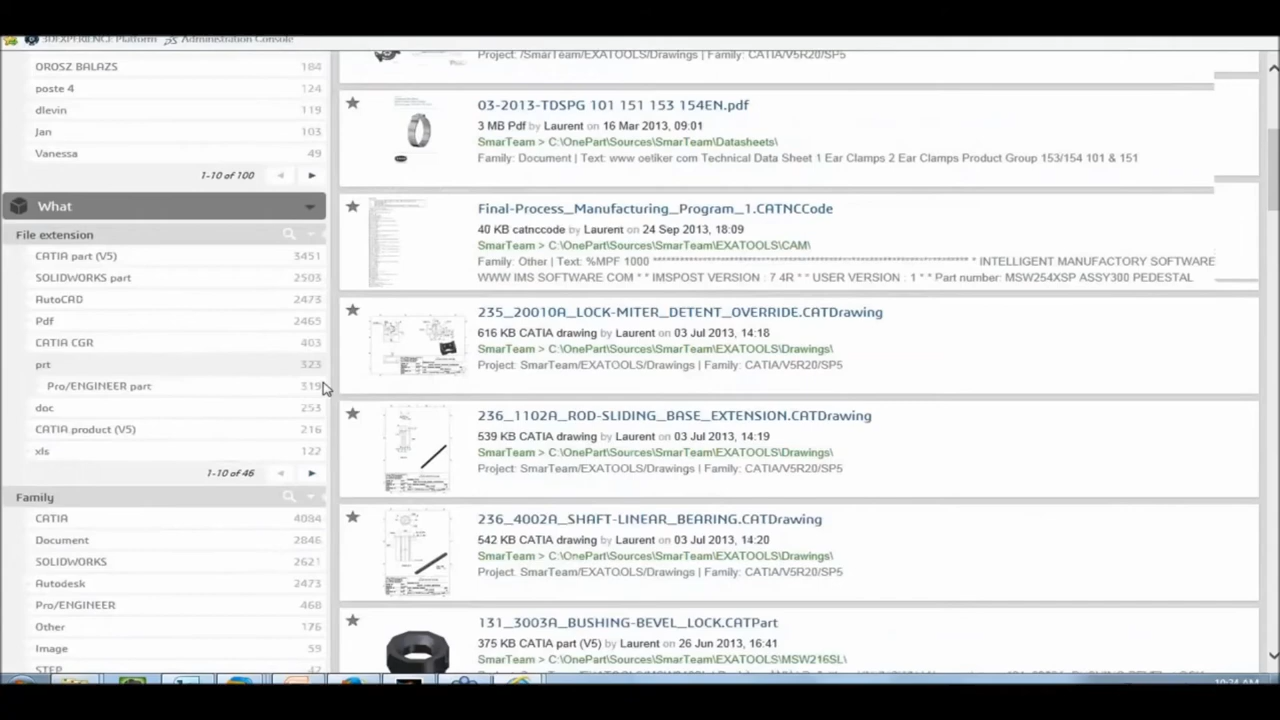 3DEXPERIENCE Platform Administration Console
OROSZ BALAZS 184
poste 4 124
dlevin 119
Jan 103
Vanessa 49
1-10 of 100
What
File extension
CATIA part (V5) 3451
SOLIDWORKS part 2503
AutoCAD 2473
Pdf 2465
CATIA CGR 403
prt 323
Pro/ENGINEER part 319
doc 253
CATIA product (V5) 216
xls 122
1-10 of 46
Family
CATIA 4084
Document 2846
SOLIDWORKS 2621
Autodesk 2473
Pro/ENGINEER 468
Other 176
Image 59
STEP 42
Project: /SmarTeam/EXATOOLS/Drawings | Family: CATIA/V5R20/SP5
03-2013-TDSPG 101 151 153 154EN.pdf
3 MB Pdf by Laurent on 16 Mar 2013, 09:01
SmarTeam > C:\OnePart\Sources\SmarTeam\Datasheets\
Family: Document | Text: www oetiker com Technical Data Sheet 1 Ear Clamps 2 Ear Clamps Product Group 153/154 101 & 151
Final-Process_Manufacturing_Program_1.CATNCCode
40 KB catnccode by Laurent on 24 Sep 2013, 18:09
SmarTeam > C:\OnePart\Sources\SmarTeam\EXATOOLS\CAM\
Family: Other | Text: %MPF 1000 * INTELLIGENT MANUFACTORY SOFTWARE
WWW IMS SOFTWARE COM * * IMSPOST VERSION : 7 4R * * USER VERSION : 1 * * Part number: MSW254XSP ASSY300 PEDESTAL
235_20010A_LOCK-MITER_DETENT_OVERRIDE.CATDrawing
616 KB CATIA drawing by Laurent on 03 Jul 2013, 14:18
SmarTeam > C:\OnePart\Sources\SmarTeam\EXATOOLS\Drawings\
Project: SmarTeam/EXATOOLS/Drawings | Family: CATIA/V5R20/SP5
236_1102A_ROD-SLIDING_BASE_EXTENSION.CATDrawing
539 KB CATIA drawing by Laurent on 03 Jul 2013, 14:19
SmarTeam > C:\OnePart\Sources\SmarTeam\EXATOOLS\Drawings\
Project: SmarTeam/EXATOOLS/Drawings | Family: CATIA/V5R20/SP5
236_4002A_SHAFT-LINEAR_BEARING.CATDrawing
542 KB CATIA drawing by Laurent on 03 Jul 2013, 14:20
SmarTeam > C:\OnePart\Sources\SmarTeam\EXATOOLS\Drawings\
Project: SmarTeam/EXATOOLS/Drawings | Family: CATIA/V5R20/SP5
131_3003A_BUSHING-BEVEL_LOCK.CATPart
375 KB CATIA part (V5) by Laurent on 26 Jun 2013, 16:41
SmarTeam > C:\OnePart\Sources\SmarTeam\EXATOOLS\MSW216SL\